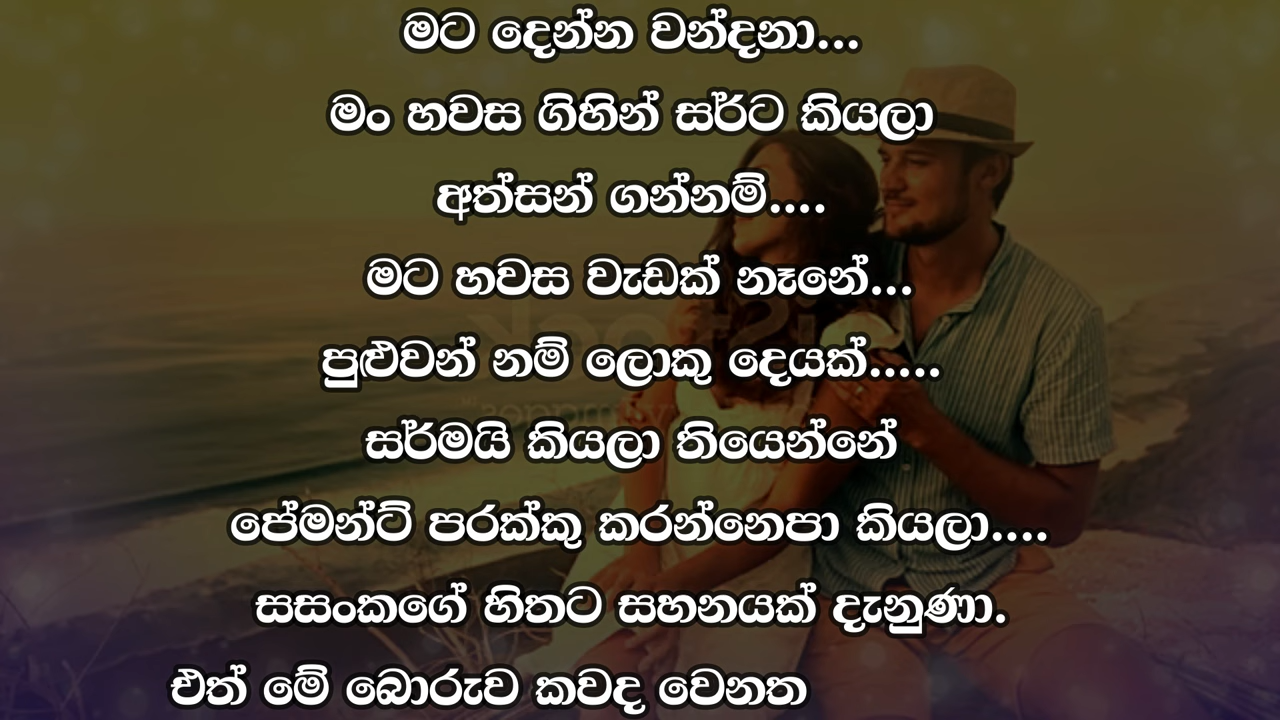 මට දෙන්න වන්දනා...
මං හවස ගිහින් සර්ට කියලා
අත්සන් ගන්නම්....
මට හවස වැඩක් නෑනේ...
පුළුවන් නම් ලොකු දෙයක්.....
සර්මයි කියලා තියෙන්නේ
පේමන්ට් පරක්කු කරන්නෙපා කියලා....
සසංකගේ හිතට සහනයක් දැනුණා.
එත් මේ බොරුව කවද වෙනත